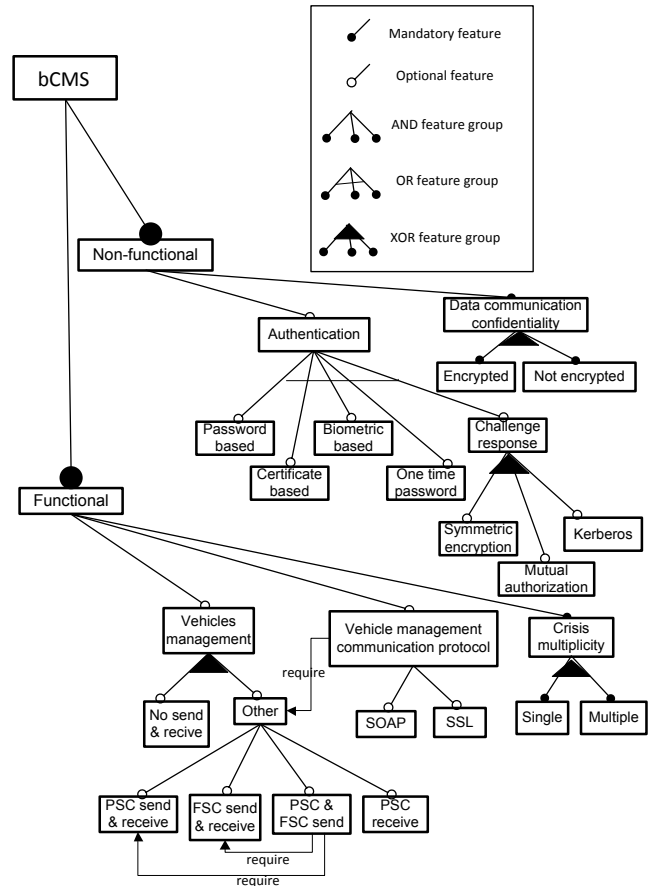 Mandatory feature
Optional feature
AND feature group
OR feature group
XOR feature group
bCMS
Non-functional
Data communication
confidentiality
Authentication
Encrypted
Not encrypted
Password
based
Biometric
based
Challenge
response
Certificate
based
One time
password
Functional
Symmetric
encryption
Kerberos
Mutual
authorization
Vehicles
management
Vehicle management
communication protocol
Crisis
multiplicity
require
No send
& recive
Other
SOAP
SSL
Single
Multiple
PSC send
& receive
FSC send
& receive
PSC &
FSC send
PSC
receive
require
require